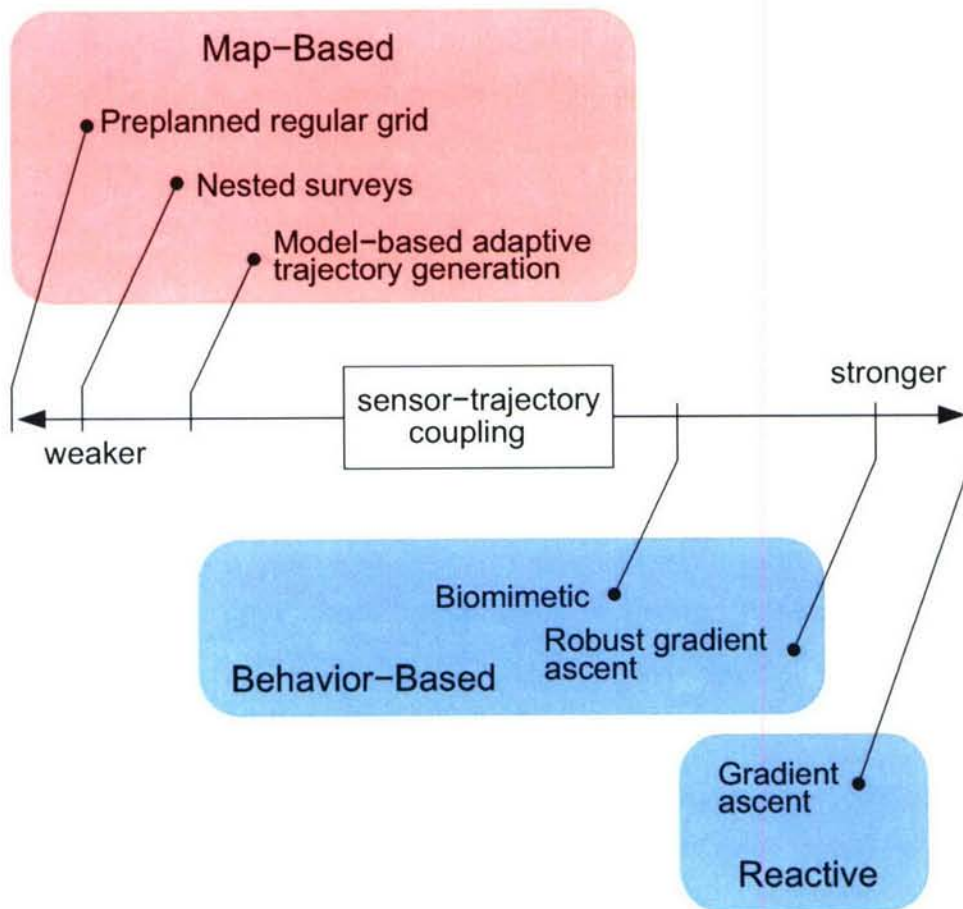 Map−Based
Preplanned regular grid
Nested surveys
Model−based adaptive
trajectory generation
stronger
sensor−trajectory
coupling
weaker
Biomimetic
Robust gradient
ascent
Behavior−Based
Gradient
ascent
Reactive